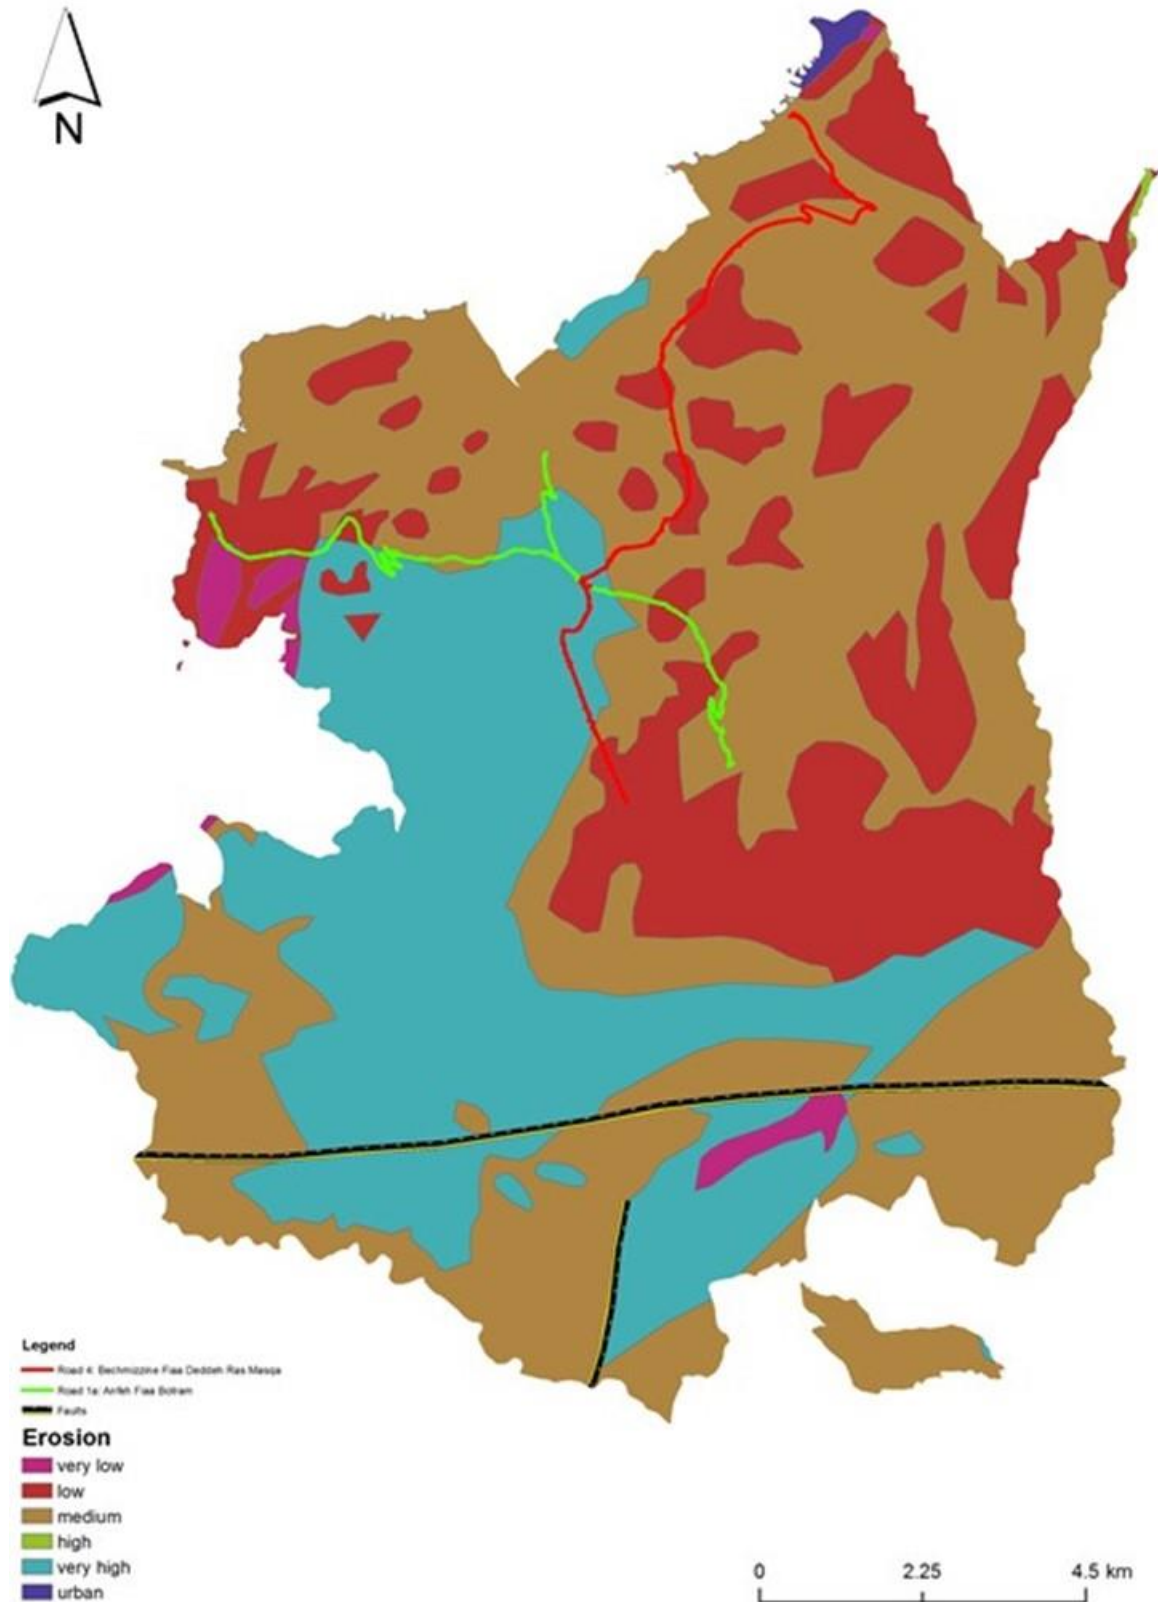 N
Legend
Road 4: Bechmizzine Fiaa Deddeh Ras Masqa
Road 1a: Anfeh Fiaa Botram
Faults
Erosion
very low
low
medium
high
very high
urban
0 2.25 4.5 km